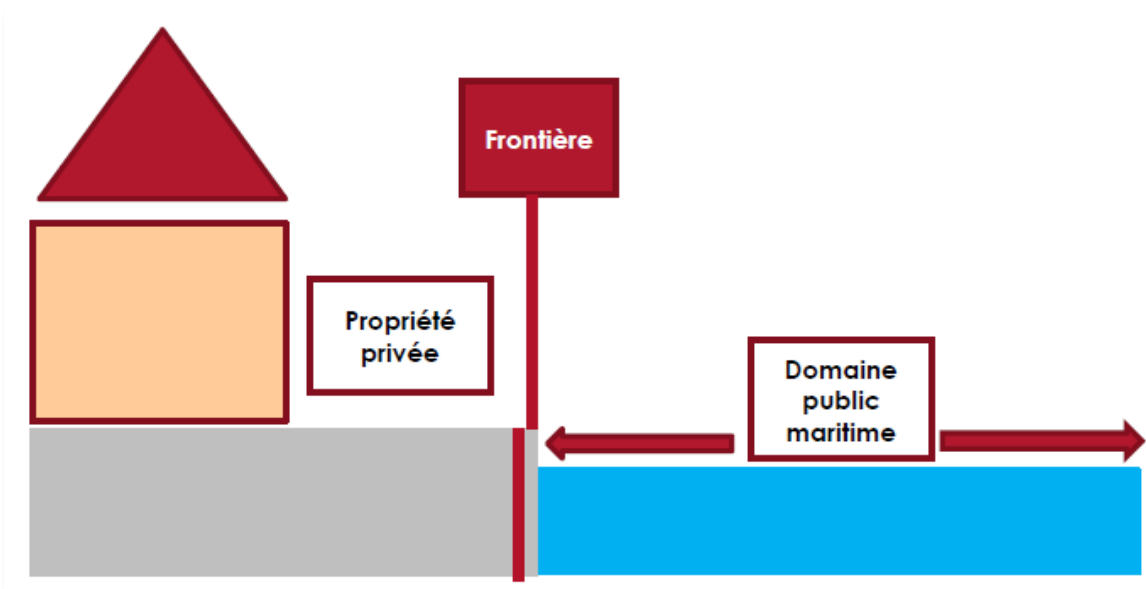 Frontière
Propriété
privée
Domaine
public
maritime